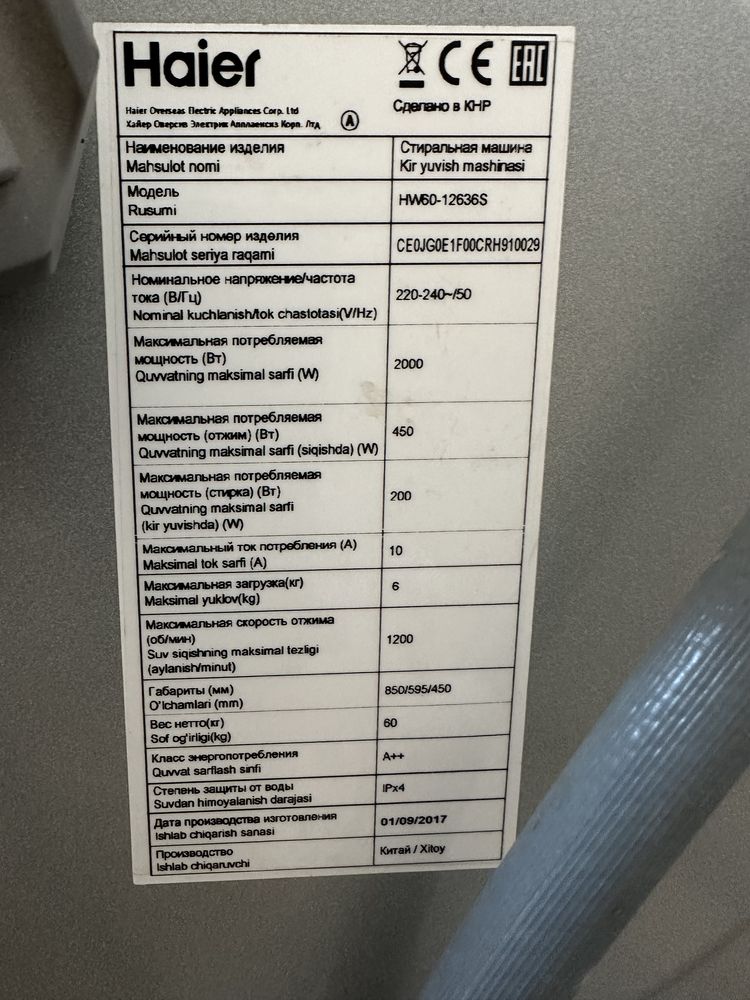 Haier
CE EAC
Haier Overseas Electric Appliances Corp. Ltd
Хайер Оверсиз Электрик Апплаенсиз Корп. Лтд
A
Сделано в КНР
Наименование изделия
Mahsulot nomi
Стиральная машина
Kir yuvish mashinasi
Модель
Rusumi
HW60-12636S
Серийный номер изделия
Mahsulot seriya raqami
CE0JG0E1F00CRH910029
Номинальное напряжение/частота
тока (В/Гц)
Nominal kuchlanish/tok chastotasi(V/Hz)
220-240~/50
Максимальная потребляемая
мощность (Вт)
Quvvatning maksimal sarfi (W)
2000
Максимальная потребляемая
мощность (отжим) (Вт)
Quvvatning maksimal sarfi (siqishda) (W)
450
Максимальная потребляемая
мощность (стирка) (Вт)
Quvvatning maksimal sarfi
(kir yuvishda) (W)
200
Максимальный ток потребления (А)
Maksimal tok sarfi (A)
10
Максимальная загрузка(кг)
Maksimal yuklov(kg)
6
Максимальная скорость отжима
(об/мин)
Suv siqishning maksimal tezligi
(aylanish/minut)
1200
Габариты (мм)
O'lchamlari (mm)
850/595/450
Вес нетто(кг)
Sof og'irligi(kg)
60
Класс энергопотребления
Quvvat sarflash sinfi
A++
Степень защиты от воды
Suvdan himoyalanish darajasi
IPx4
Дата производства изготовления
Ishlab chiqarish sanasi
01/09/2017
Производство
Ishlab chiqaruvchi
Китай / Xitoy